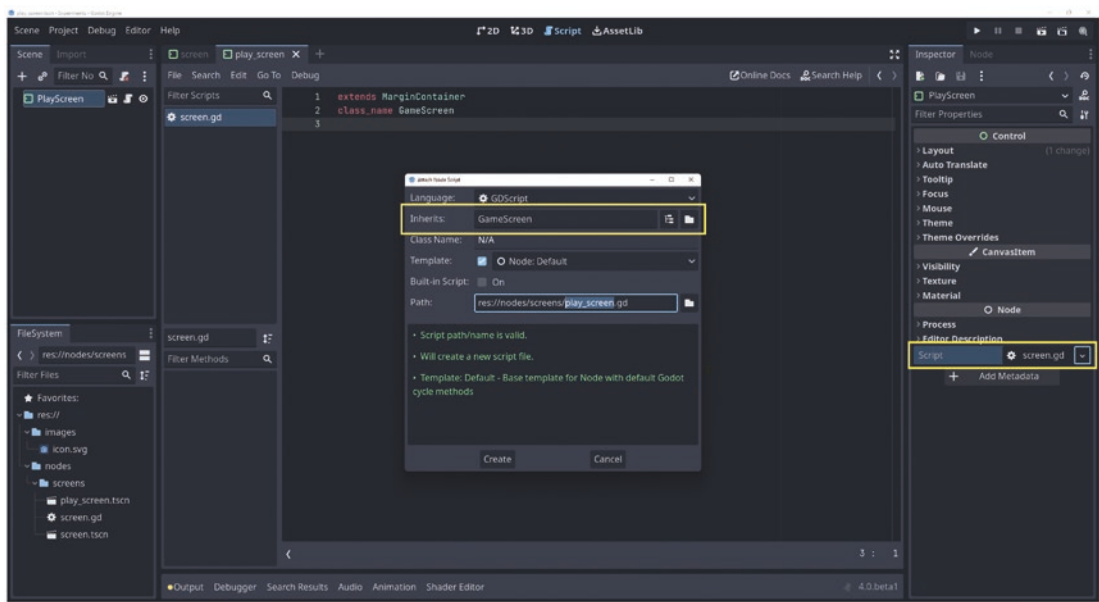 Scene Project Debug Editor Help
2D 3D Script AssetLib
Scene Import
Filter No
PlayScreen
screen play_screen
File Search Edit Go To Debug
Online Docs Search Help
Filter Scripts
screen.gd
1 extends MarginContainer
2 class_name GameScreen
3
Attach Node Script
Language: GDScript
Inherits: GameScreen
Class Name: N/A
Template: Node: Default
Built-in Script: On
Path: res://nodes/screens/play_screen.gd
• Script path/name is valid.
• Will create a new script file.
• Template: Default - Base template for Node with default Godot
cycle methods
Create Cancel
screen.gd
Filter Methods
3 : 1
FileSystem
res://nodes/screens
Filter Files
Favorites:
res://
images
icon.svg
nodes
screens
play_screen.tscn
screen.gd
screen.tscn
Output Debugger Search Results Audio Animation Shader Editor
4.0.beta1
Inspector Node
PlayScreen
Filter Properties
Control
Layout (1 change)
Auto Translate
Tooltip
Focus
Mouse
Theme
Theme Overrides
CanvasItem
Visibility
Texture
Material
Node
Process
Editor Description
Script screen.gd
Add Metadata